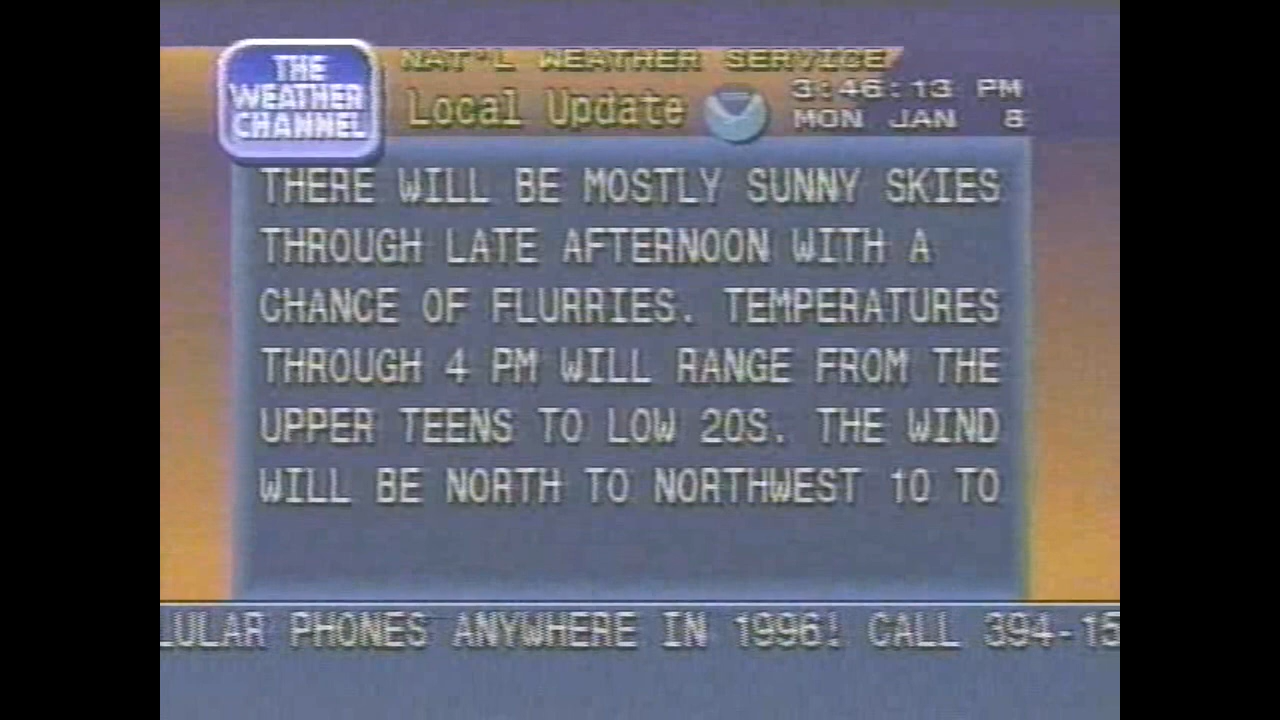 THE
WEATHER
CHANNEL
NAT'L WEATHER SERVICE
Local Update
3:46:13 PM
MON JAN 8
THERE WILL BE MOSTLY SUNNY SKIES
THROUGH LATE AFTERNOON WITH A
CHANCE OF FLURRIES. TEMPERATURES
THROUGH 4 PM WILL RANGE FROM THE
UPPER TEENS TO LOW 20S. THE WIND
WILL BE NORTH TO NORTHWEST 10 TO
LULAR PHONES ANYWHERE IN 1996! CALL 394-15